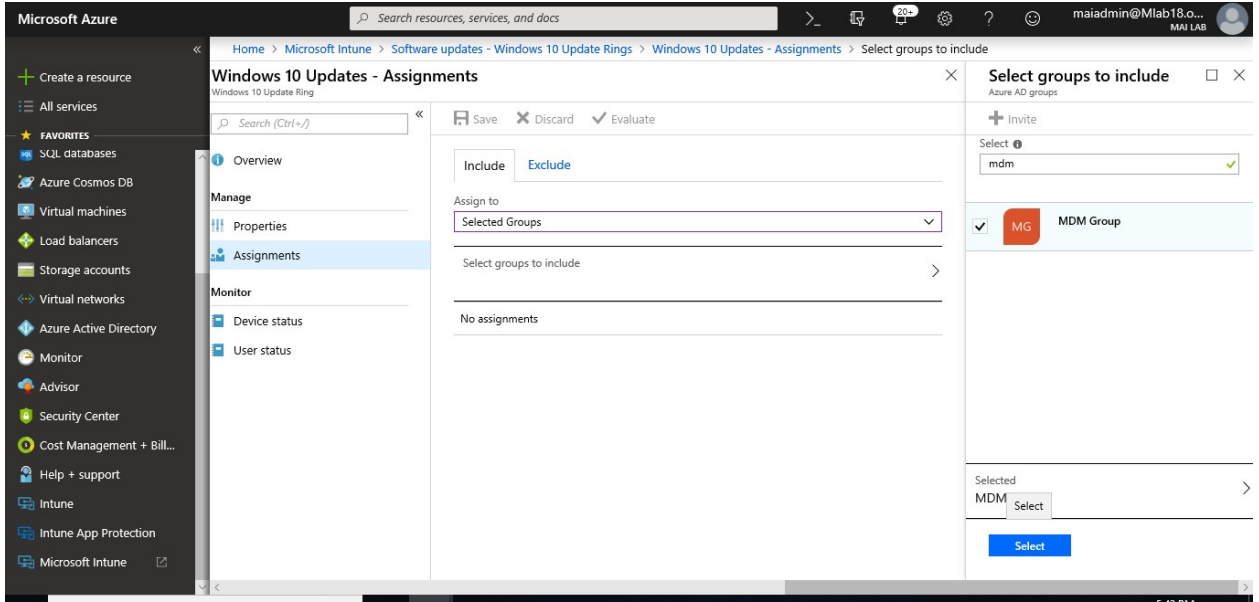 Microsoft Azure
Search resources, services, and docs
20+
maiadmin@Mlab18.o...
MAI LAB
Home > Microsoft Intune > Software updates - Windows 10 Update Rings > Windows 10 Updates - Assignments > Select groups to include
Create a resource
All services
FAVORITES
SQL databases
Azure Cosmos DB
Virtual machines
Load balancers
Storage accounts
Virtual networks
Azure Active Directory
Monitor
Advisor
Security Center
Cost Management + Bill...
Help + support
Intune
Intune App Protection
Microsoft Intune
Windows 10 Updates - Assignments
Windows 10 Update Ring
Search (Ctrl+/)
Overview
Manage
Properties
Assignments
Monitor
Device status
User status
Save Discard Evaluate
Include Exclude
Assign to
Selected Groups
Select groups to include
No assignments
Select groups to include
Azure AD groups
Invite
Select
mdm
MG MDM Group
Selected
MDM
Select
Select